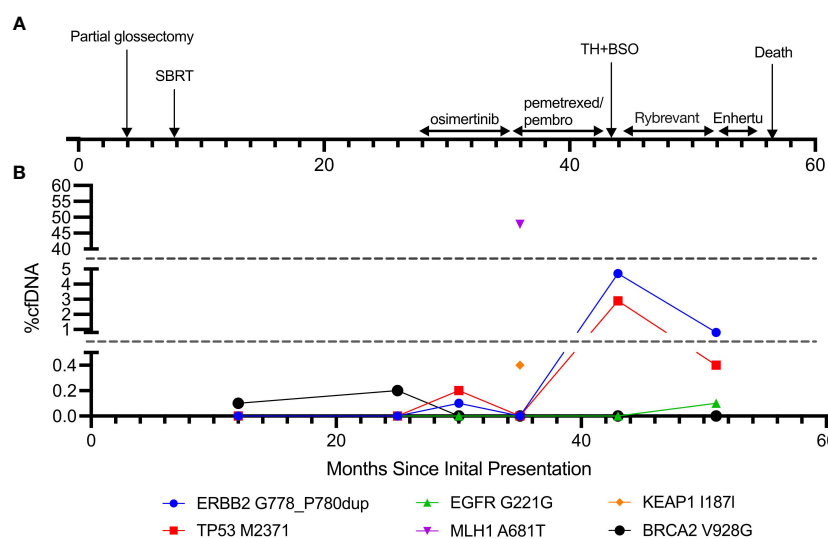 A
Partial glossectomy
SBRT
TH+BSO
Death
osimertinib
pemetrexed/
pembro
Rybrevant
Enhertu
0 20 40 60
B
%cfDNA
60
55
50
45
40
5
4
3
2
1
0.4
0.2
0.0
0 20 40 60
Months Since Inital Presentation
ERBB2 G778_P780dup EGFR G221G KEAP1 I187I
TP53 M2371 MLH1 A681T BRCA2 V928G